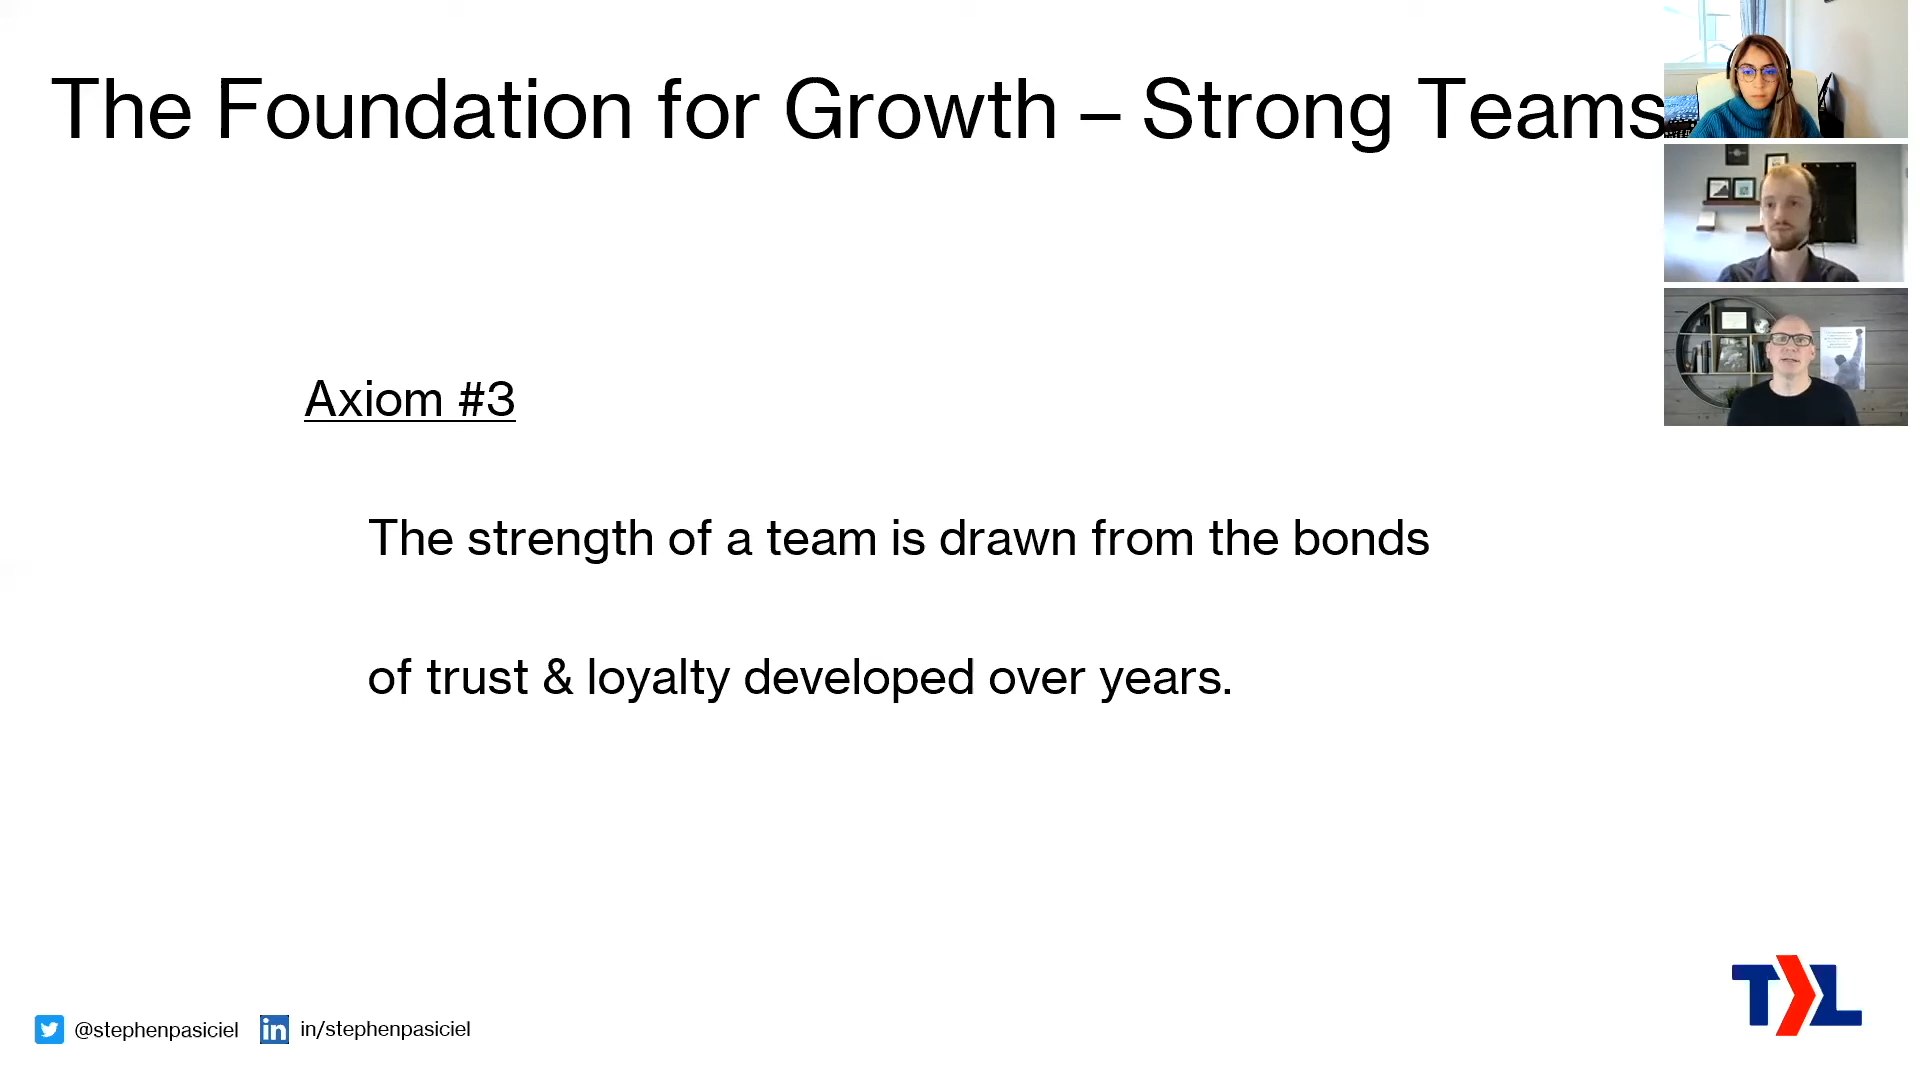 The Foundation for Growth – Strong Teams
Axiom #3
The strength of a team is drawn from the bonds
of trust & loyalty developed over years.
@stephenpasiciel
in
in/stephenpasiciel
TL